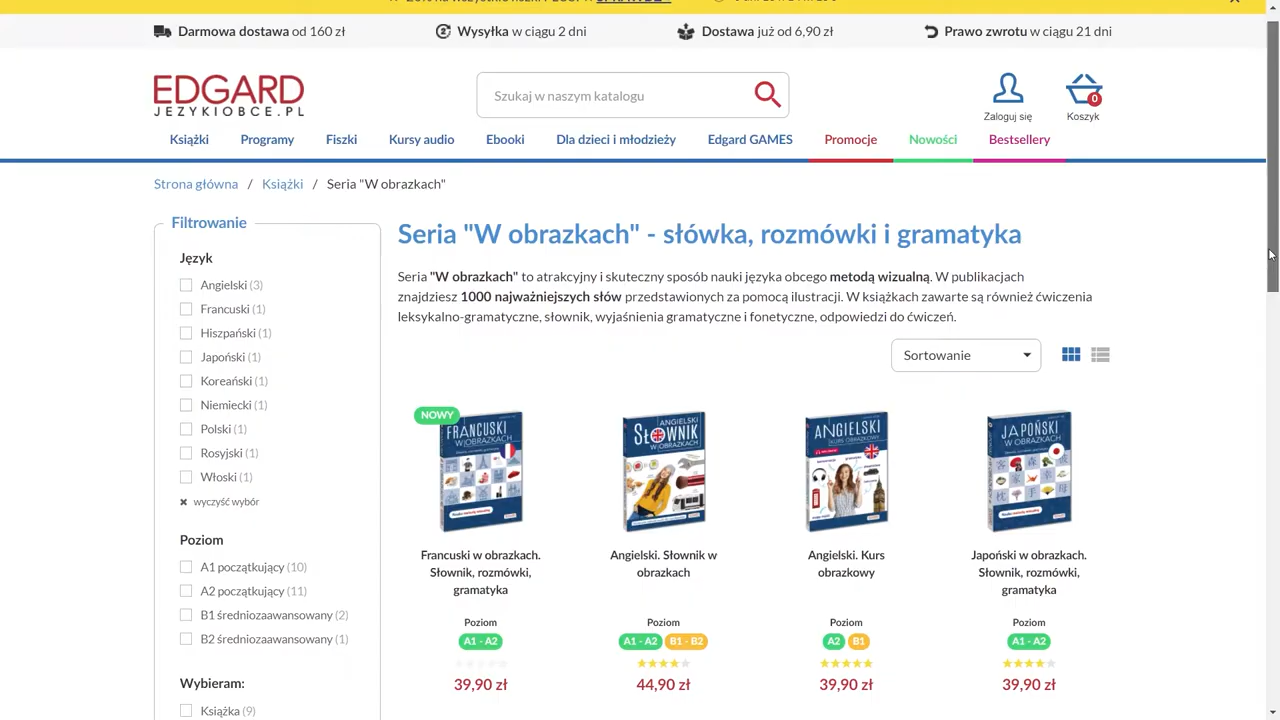 Darmowa dostawa od 160 zł
Wysyłka w ciągu 2 dni
Dostawa już od 6,90 zł
Prawo zwrotu w ciągu 21 dni
EDGARD
JEZYKIOBCE.PL
Szukaj w naszym katalogu
Zaloguj się
0
Koszyk
Książki
Programy
Fiszki
Kursy audio
Ebooki
Dla dzieci i młodzieży
Edgard GAMES
Promocje
Nowości
Bestsellery
Strona główna / Książki / Seria "W obrazkach"
Filtrowanie
Język
Angielski (3)
Francuski (1)
Hiszpański (1)
Japoński (1)
Koreański (1)
Niemiecki (1)
Polski (1)
Rosyjski (1)
Włoski (1)
wyczyść wybór
Poziom
A1 początkujący (10)
A2 początkujący (11)
B1 średniozaawansowany (2)
B2 średniozaawansowany (1)
Wybieram:
Książka (9)
Seria "W obrazkach" - słówka, rozmówki i gramatyka
Seria "W obrazkach" to atrakcyjny i skuteczny sposób nauki języka obcego metodą wizualną. W publikacjach
znajdziesz 1000 najważniejszych słów przedstawionych za pomocą ilustracji. W książkach zawarte są również ćwiczenia
leksykalno-gramatyczne, słownik, wyjaśnienia gramatyczne i fonetyczne, odpowiedzi do ćwiczeń.
Sortowanie
NOWY
FRANCUSKI
W OBRAZKACH
Francuski w obrazkach.
Słownik, rozmówki,
gramatyka
Poziom
A1 - A2
39,90 zł
ANGIELSKI
SŁOWNIK
W OBRAZKACH
Angielski. Słownik w
obrazkach
Poziom
A1 - A2 B1 - B2
44,90 zł
ANGIELSKI
KURS OBRAZKOWY
Angielski. Kurs
obrazkowy
Poziom
A2 B1
39,90 zł
JAPOŃSKI
W OBRAZKACH
Japoński w obrazkach.
Słownik, rozmówki,
gramatyka
Poziom
A1 - A2
39,90 zł